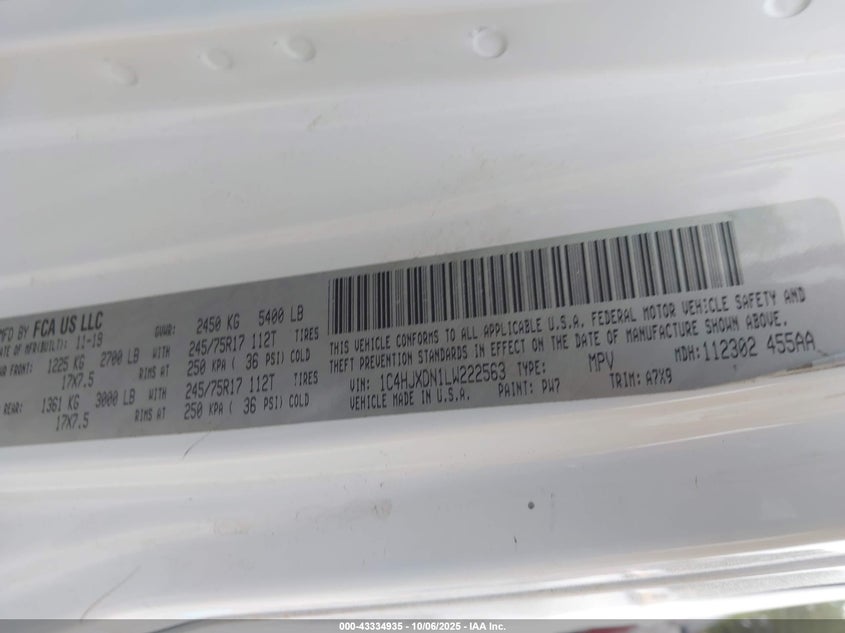 MFD BY FCA US LLC
DATE OF MFR(BUILT): 11-19
GVWR: 2450 KG 5400 LB
FRONT: 1225 KG 2700 LB WITH 245/75R17 112T TIRES
17X7.5 RIMS AT 250 KPA ( 36 PSI) COLD
REAR: 1361 KG 3000 LB WITH 245/75R17 112T TIRES
17X7.5 RIMS AT 250 KPA ( 36 PSI) COLD
THIS VEHICLE CONFORMS TO ALL APPLICABLE U.S.A. FEDERAL MOTOR VEHICLE SAFETY AND
THEFT PREVENTION STANDARDS IN EFFECT ON THE DATE OF MANUFACTURE SHOWN ABOVE.
VIN: 1C4HJXDN1LW222563 TYPE: MPV MDH: 112302 455AA
VEHICLE MADE IN U.S.A. PAINT: PW7 TRIM: A7X9
000-43334935 - 10/06/2025 - IAA Inc.